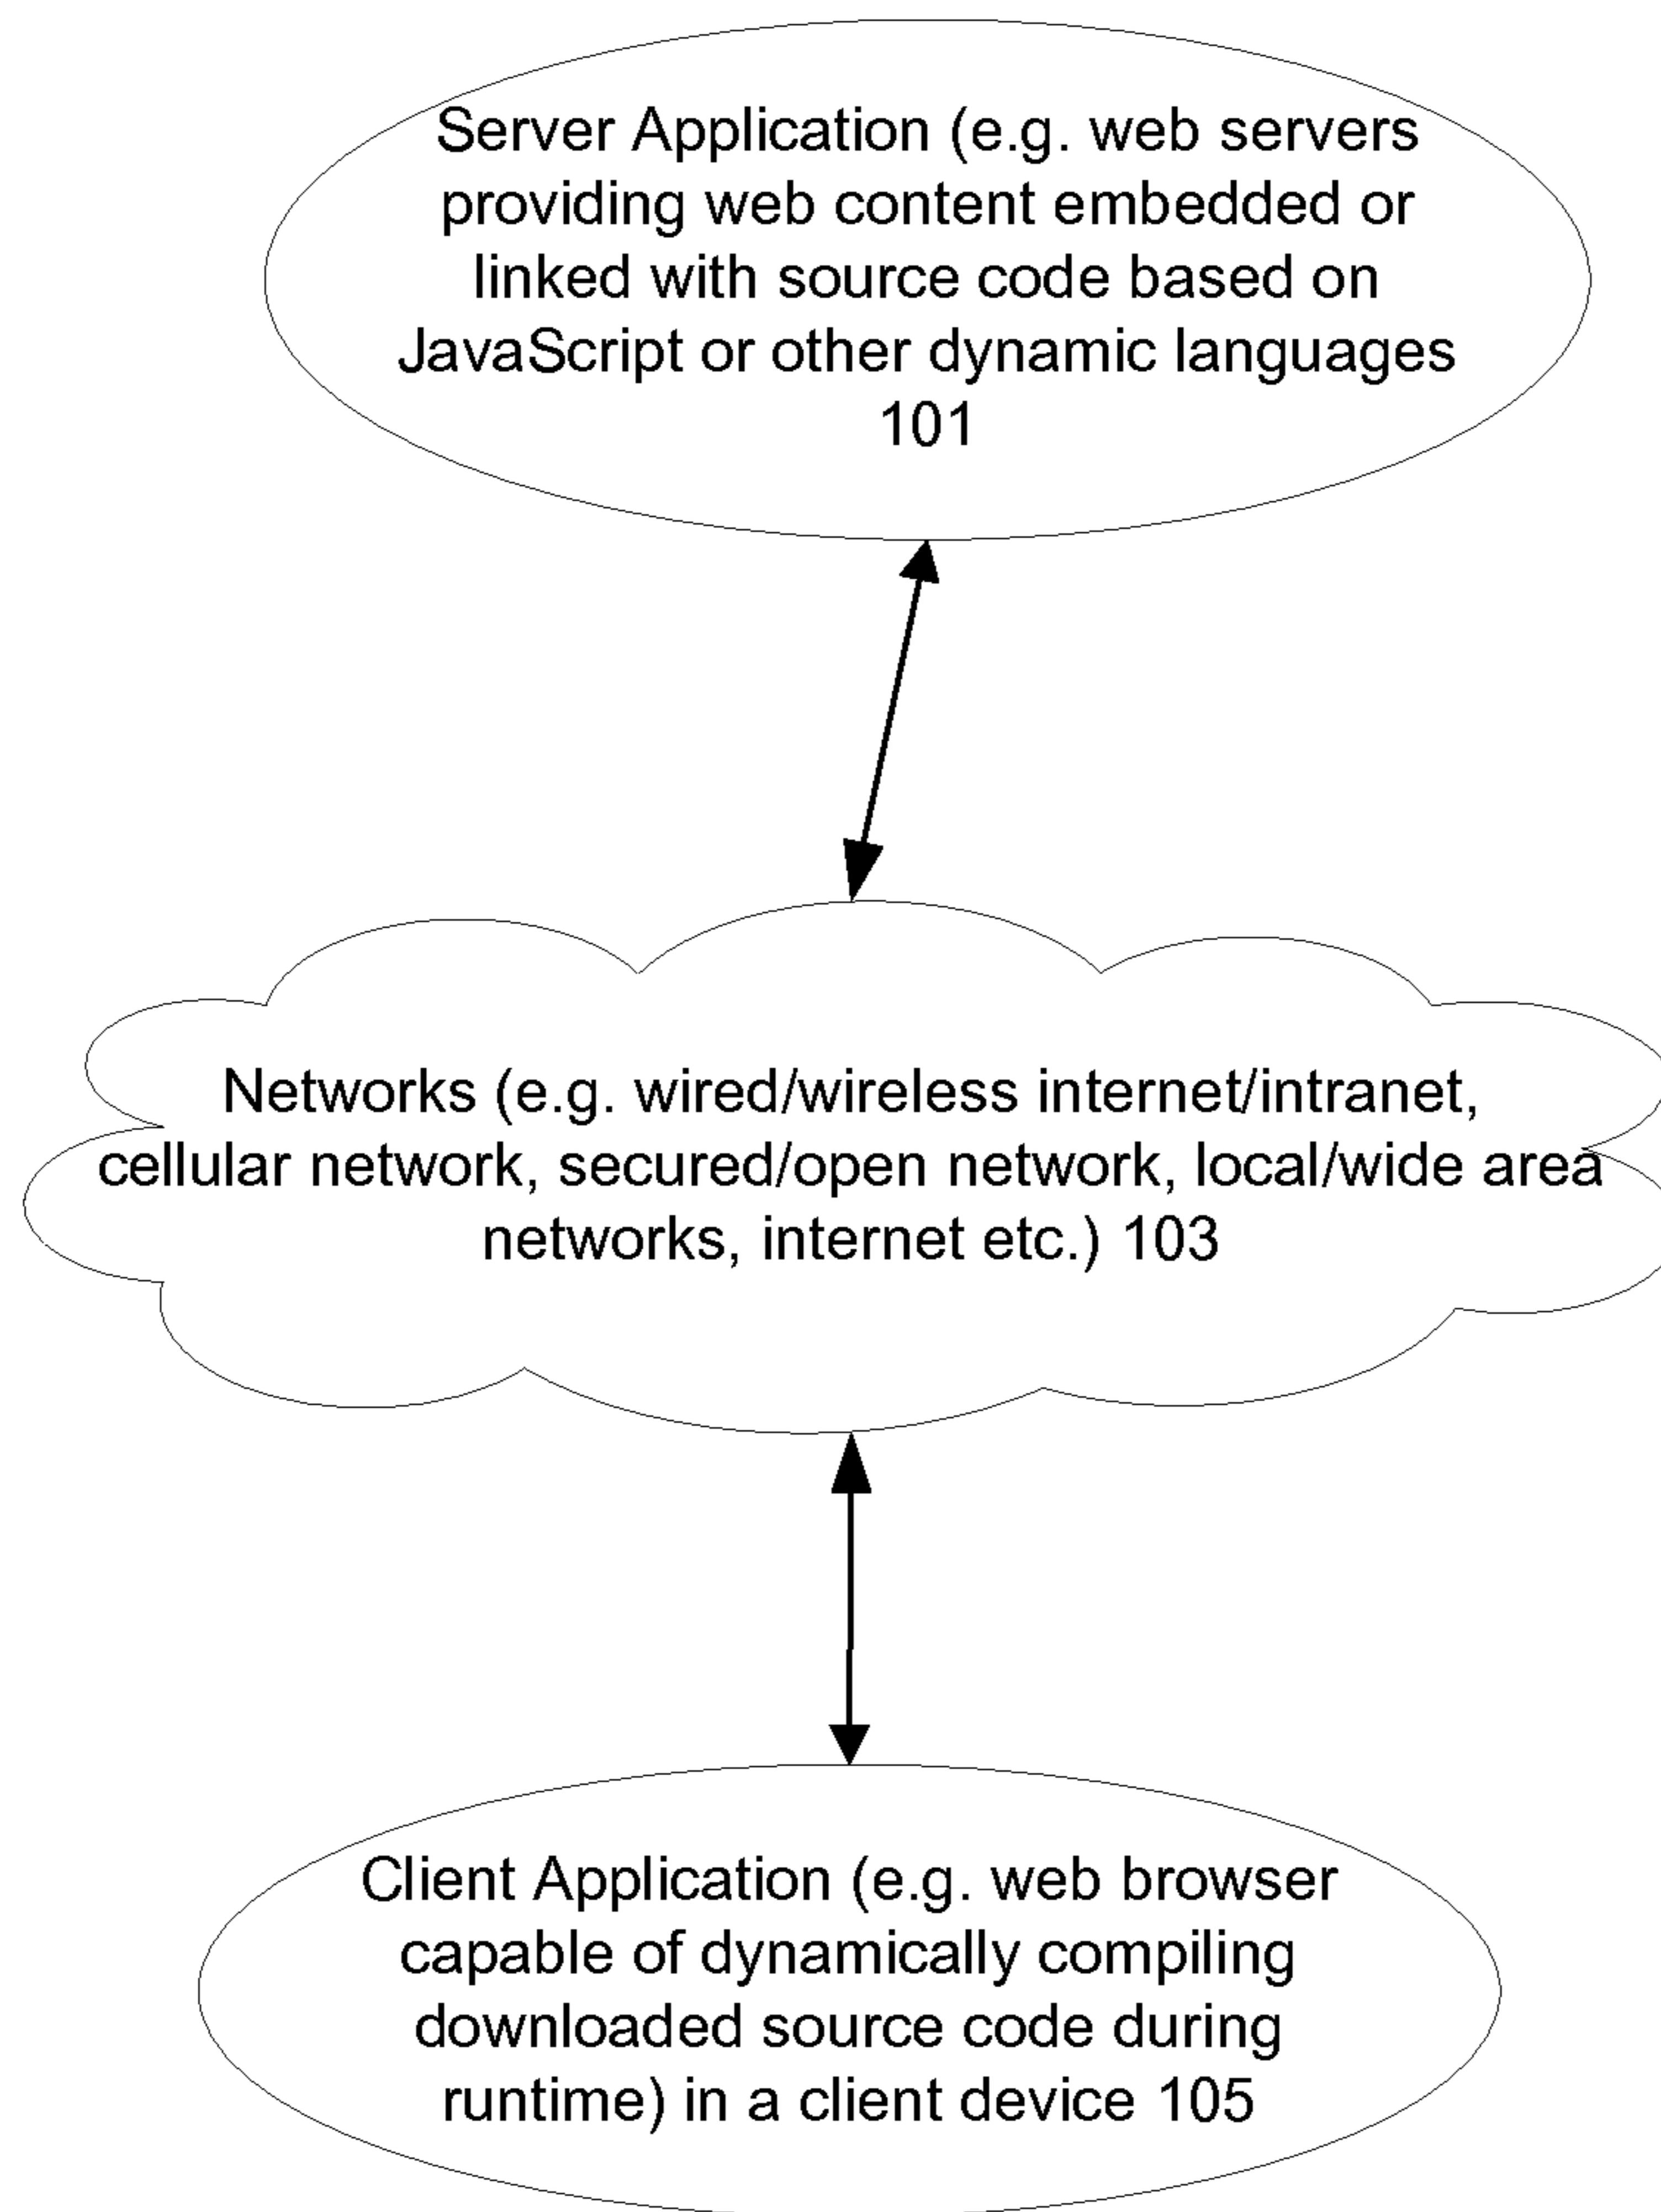 Server Application (e.g. web servers
providing web content embedded or
linked with source code based on
JavaScript or other dynamic languages
101
Networks (e.g. wired/wireless internet/intranet,
cellular network, secured/open network, local/wide area
networks, internet etc.) 103
Client Application (e.g. web browser
capable of dynamically compiling
downloaded source code during
runtime) in a client device 105